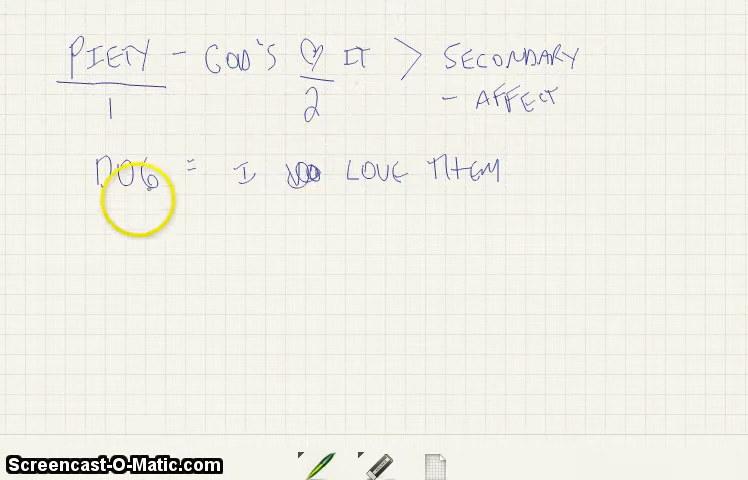 PIETY - GOD'S ♡ IT > SECONDARY
1 2 - AFFECT
DOG = I LOVE THEM
Screencast-O-Matic.com